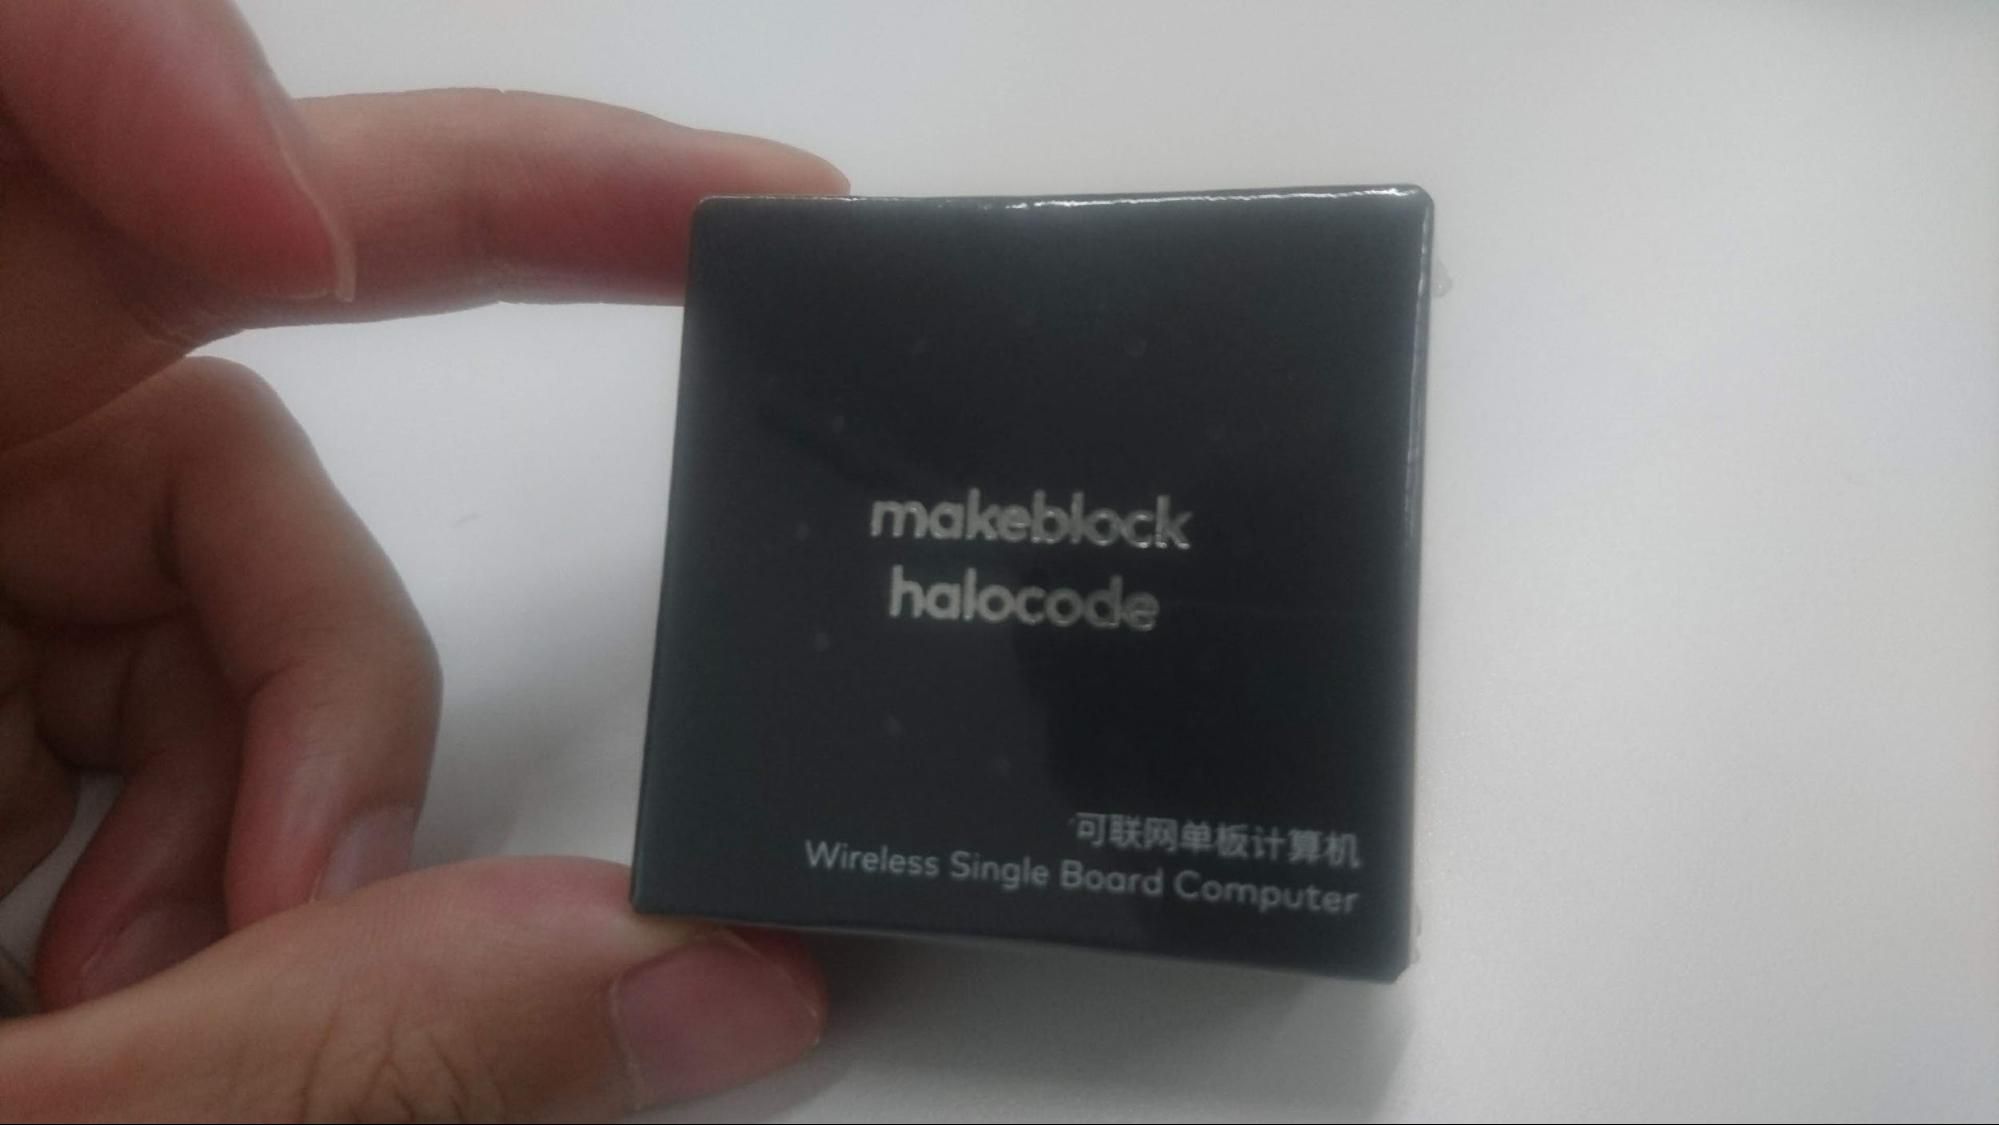 makeblock
halocode
可联网单板计算机
Wireless Single Board Computer